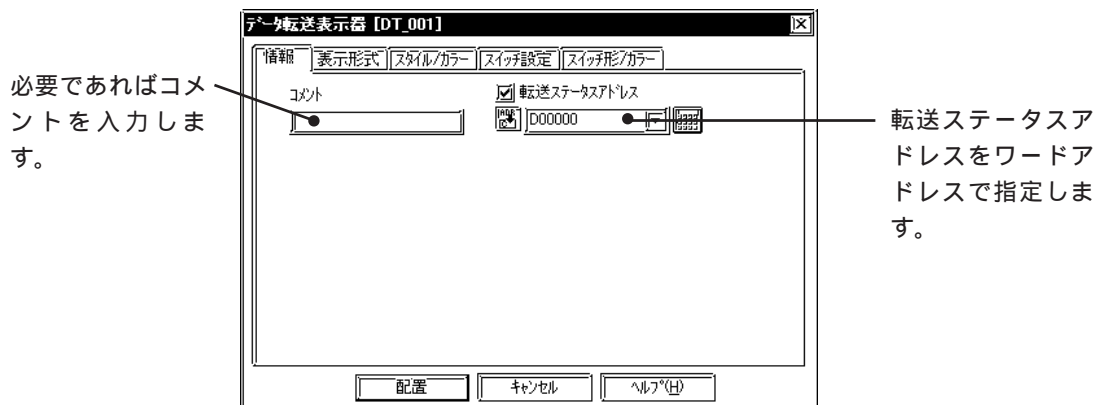 データ転送表示器 [DT_001]
情報 表示形式 スタイル/カラー スイッチ設定 スイッチ形/カラー
必要であればコメ
ントを入力しま
す。
コメント
転送ステータスアドレス
D00000
転送ステータスア
ドレスをワードア
ドレスで指定しま
す。
配置 キャンセル ヘルプ(H)